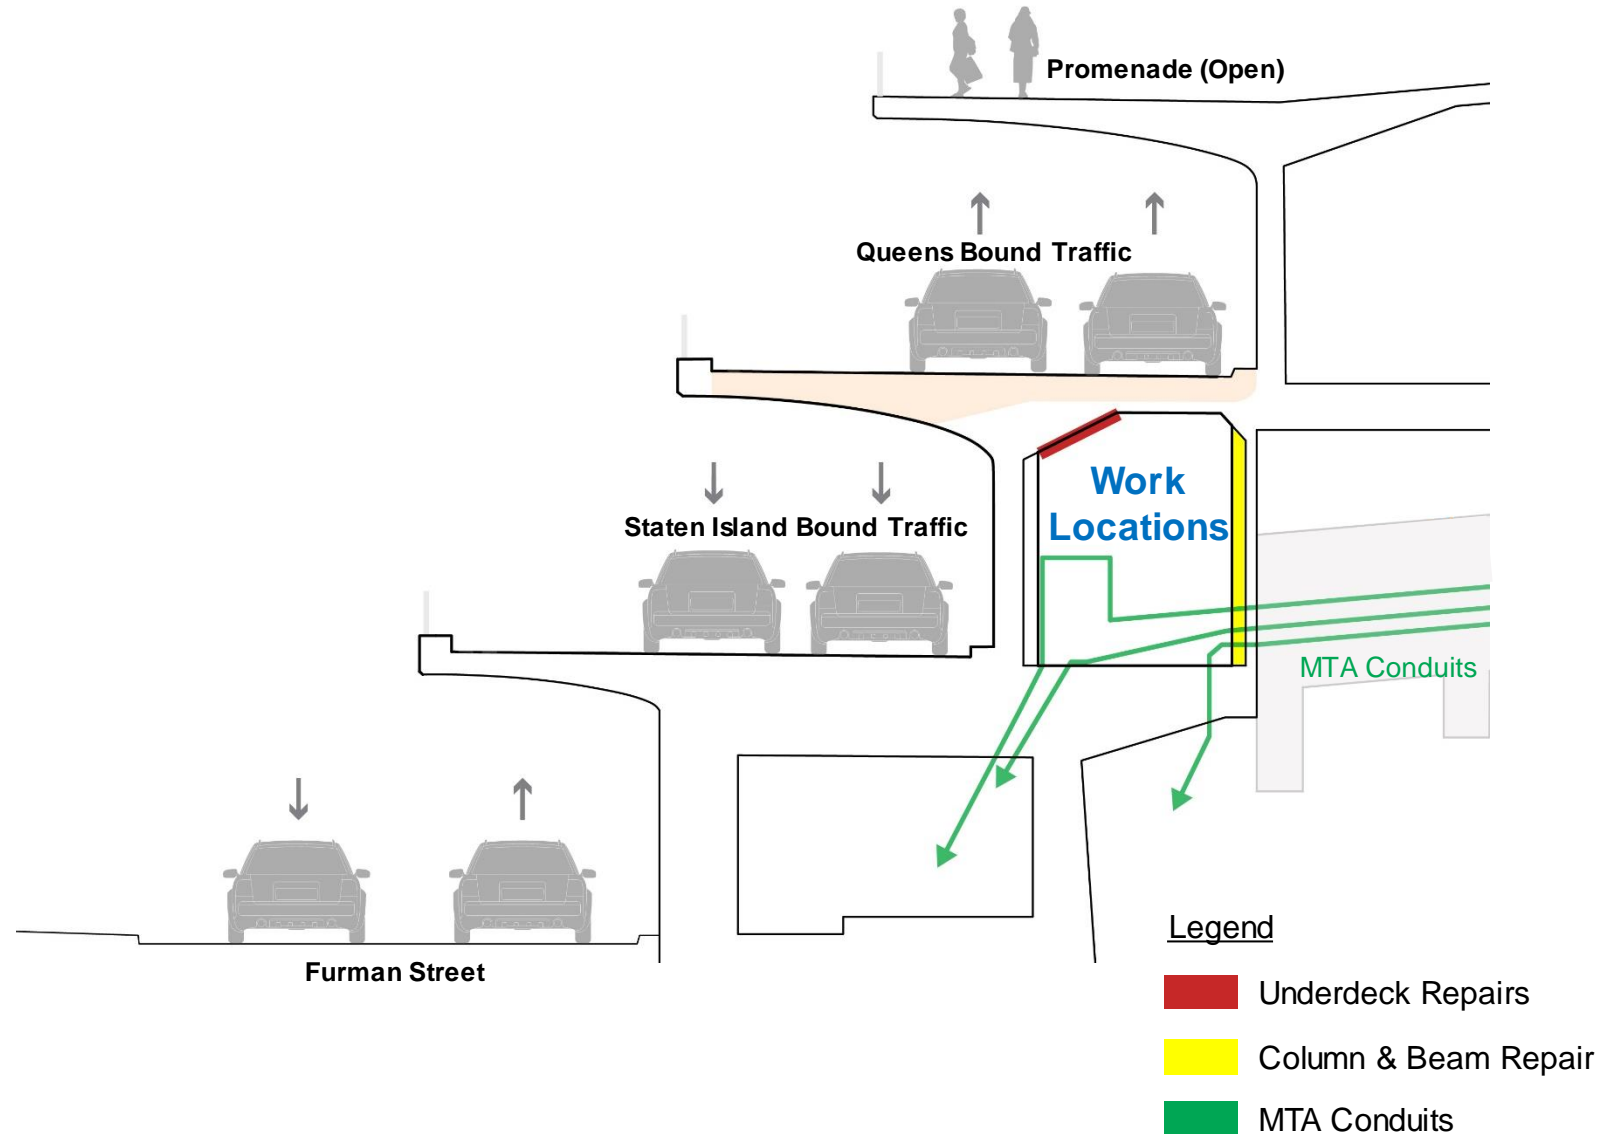 Promenade (Open)
Queens Bound Traffic
Work
Locations
Staten Island Bound Traffic
MTA Conduits
Furman Street
Legend
Underdeck Repairs
Column & Beam Repair
MTA Conduits